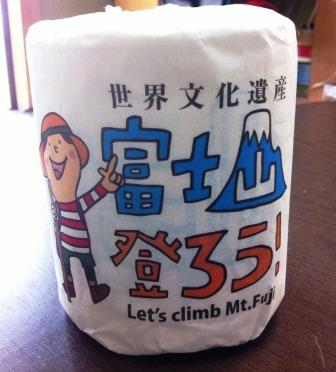 世界文化遺産
富士山
登ろう!
Let's climb Mt.Fuji